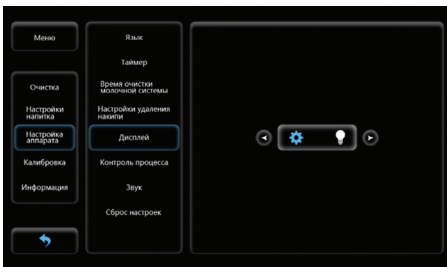 Меню
Очистка
Настройки
напитка
Настройка
аппарата
Калибровка
Информация
Язык
Таймер
Время очистки
молочной системы
Настройки удаления
накипи
Дисплей
Контроль процесса
Звук
Сброс настроек